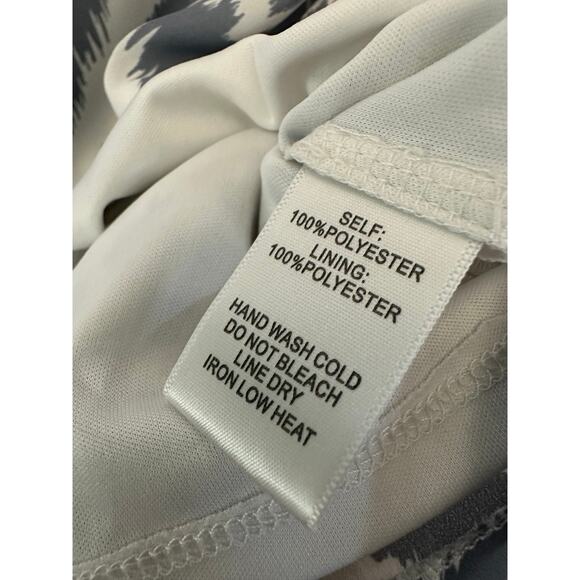 SELF:
100%POLYESTER
LINING:
100%POLYESTER
HAND WASH COLD
DO NOT BLEACH
LINE DRY
IRON LOW HEAT